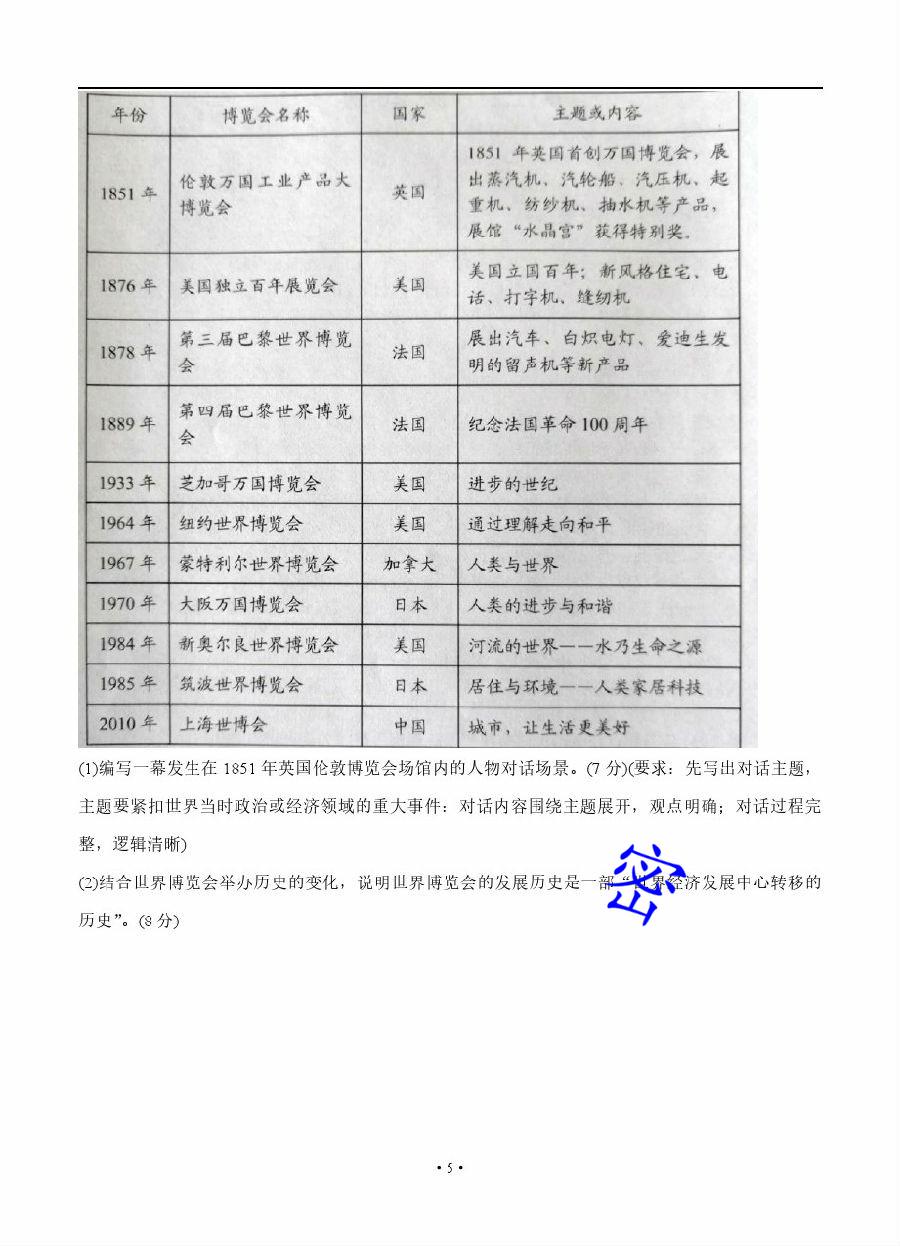 年份 博览会名称 国家 主题或内容
1851 年英国首创万国博览会，展
出蒸汽机、汽轮船、汽压机、起
1851 年 伦敦万国工业产品大博览会 英国
重机、纺纱机、抽水机等产品，
展馆“水晶宫”获得特别奖。
1876 年 美国独立百年展览会 美国 美国立国百年；新风格住宅、电
话、打字机、缝纫机
1878 年 第三届巴黎世界博览会 法国 展出汽车、白炽电灯、爱迪生发
明的留声机等新产品
1889 年 第四届巴黎世界博览会 法国 纪念法国革命 100 周年
1933 年 芝加哥万国博览会 美国 进步的世纪
1964 年 纽约世界博览会 美国 通过理解走向和平
1967 年 蒙特利尔世界博览会 加拿大 人类与世界
1970 年 大阪万国博览会 日本 人类的进步与和谐
1984 年 新奥尔良世界博览会 美国 河流的世界——水乃生命之源
1985 年 筑波世界博览会 日本 居住与环境——人类家居科技
2010 年 上海世博会 中国 城市，让生活更美好
(1)编写一幕发生在 1851 年英国伦敦博览会场馆内的人物对话场景。(7 分)(要求：先写出对话主题，
主题要紧扣世界当时政治或经济领域的重大事件：对话内容围绕主题展开，观点明确；对话过程完
整，逻辑清晰)
(2)结合世界博览会举办历史的变化，说明世界博览会的发展历史是一部“世界经济发展中心转移的
历史”。(8 分)
密
·5·